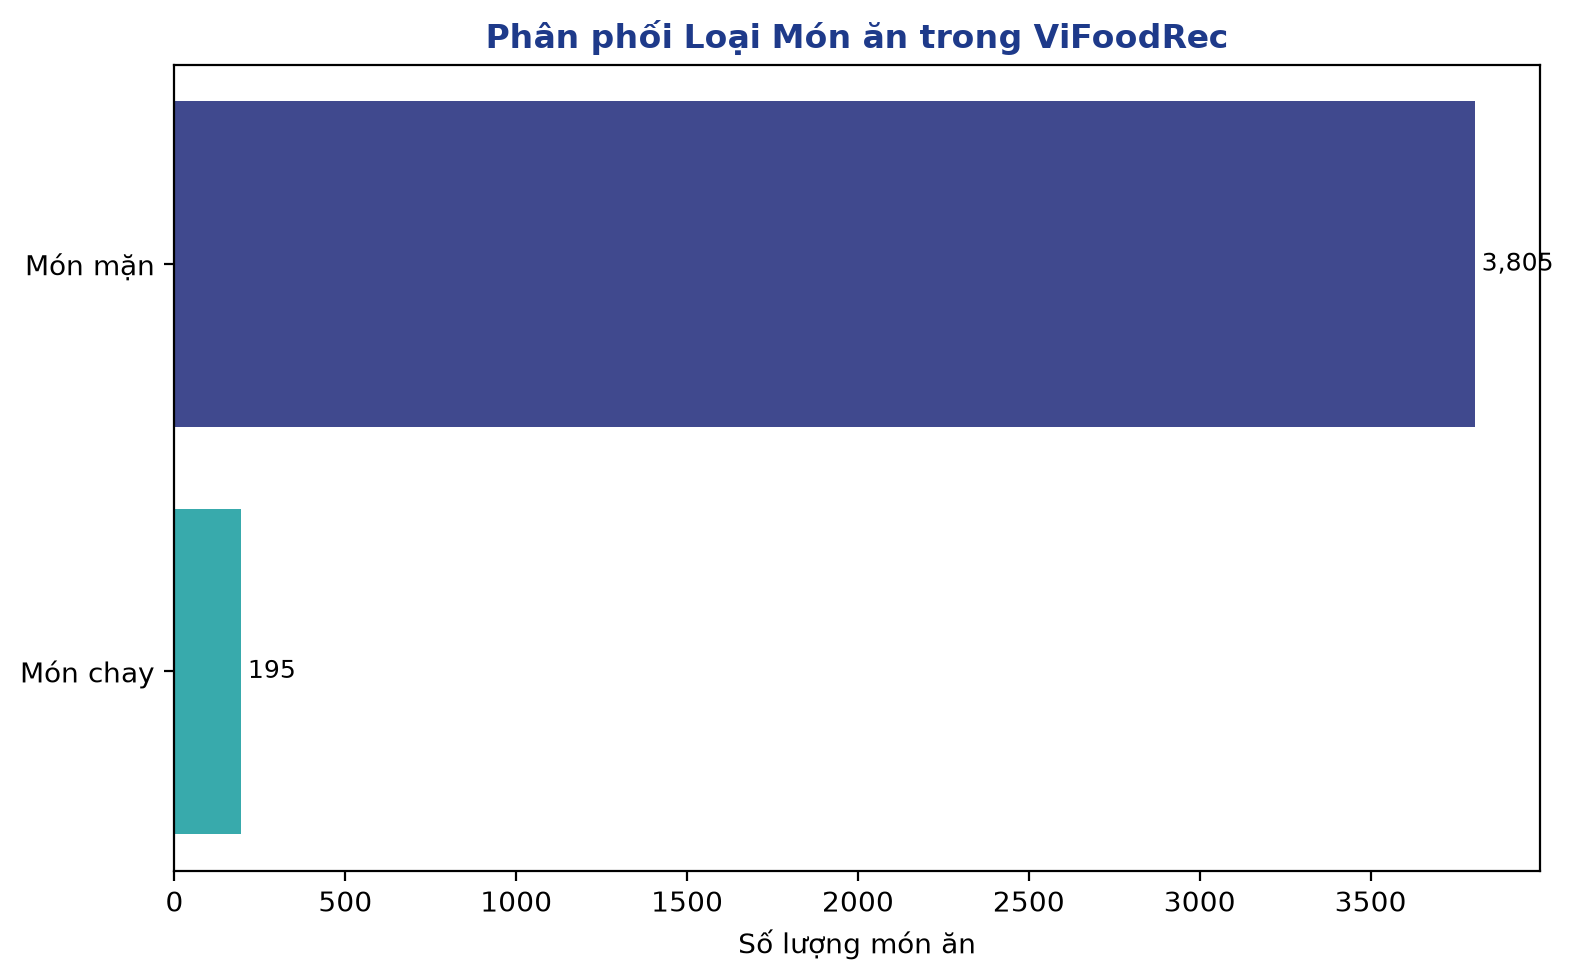 Phân phối Loại Món ăn trong ViFoodRec
Món mặn
3,805
Món chay
195
0 500 1000 1500 2000 2500 3000 3500
Số lượng món ăn